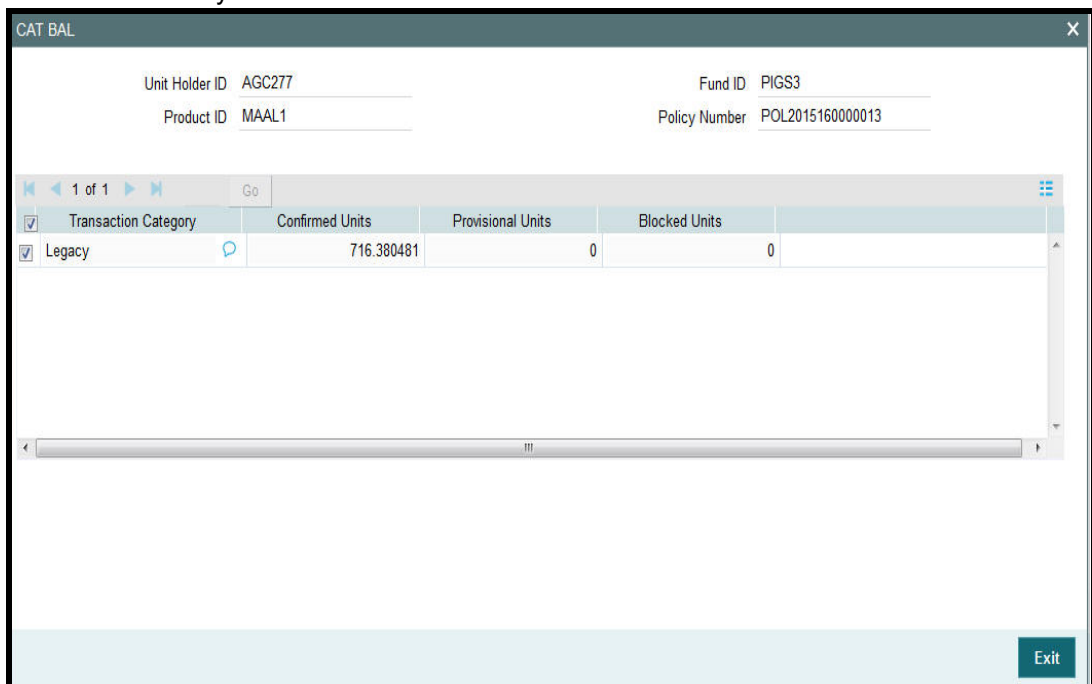 CAT BAL X
Unit Holder ID AGC277 Fund ID PIGS3
Product ID MAAL1 Policy Number POL2015160000013
1 of 1 Go
Transaction Category Confirmed Units Provisional Units Blocked Units
Legacy 716.380481 0 0
Exit